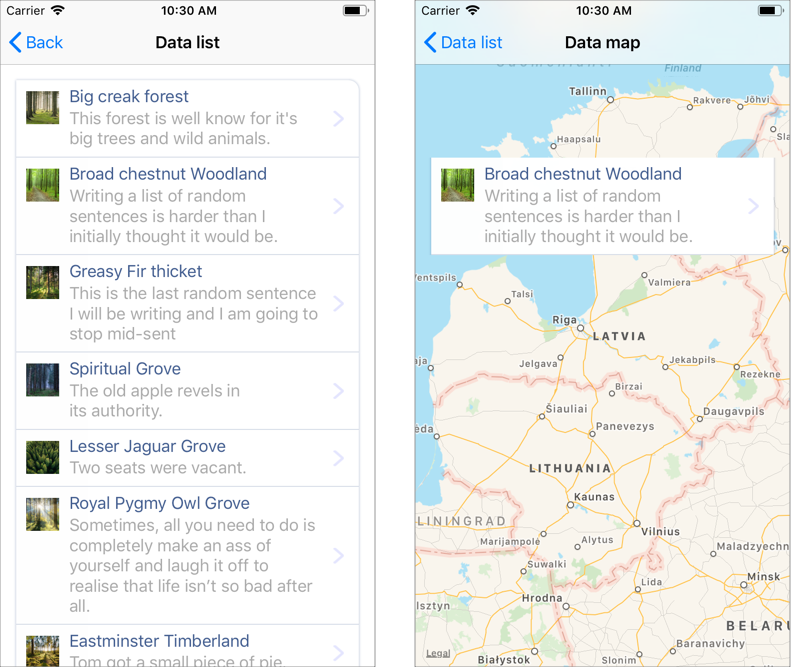 Carrier 10:30 AM
Back Data list
Big creak forest
This forest is well know for it's
big trees and wild animals.
Broad chestnut Woodland
Writing a list of random
sentences is harder than I
initially thought it would be.
Greasy Fir thicket
This is the last random sentence
I will be writing and I am going to
stop mid-sent
Spiritual Grove
The old apple revels in
its authority.
Lesser Jaguar Grove
Two seats were vacant.
Royal Pygmy Owl Grove
Sometimes, all you need to do is
completely make an ass of
yourself and laugh it off to
realise that life isn’t so bad after
all.
Eastminster Timberland
Tom got a small piece of pie
Carrier 10:30 AM
Data list Data map
Finland
Tallinn
Rakvere
Jõhvi
Haapsalu
Sla
Broad chestnut Woodland
Writing a list of random
sentences is harder than I
initially thought it would be.
entspils
Valmiera
Talsi
Riga
LATVIA
Jelgava
Jekabpils
Rezekne
Birzai
Šiauliai
Daugavpils
ėda
Panevezys
LITHUANIA
Kaunas
LININGRAD
Vilnius
Marijampolė
Alytus
Maladzyechn
Suwalki
Lida
Minsk
Hrodna
olsztyn
BELARU
Baranavichy
Legal
Białystok
Slonim